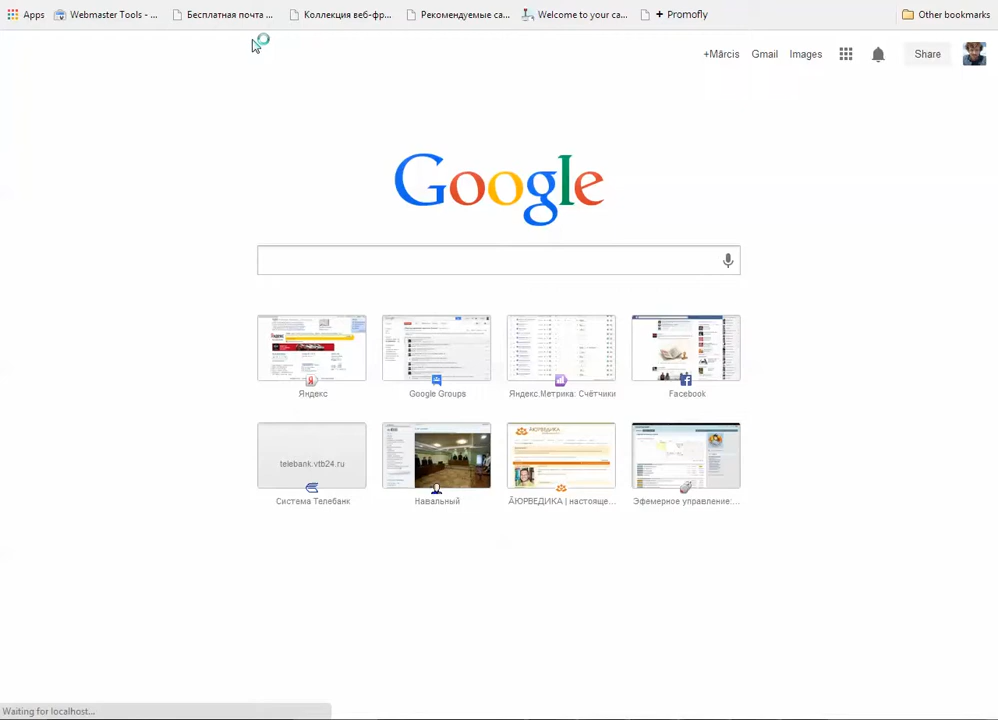 Apps Webmaster Tools - ... Бесплатная почта ... Коллекция веб-фр... Рекомендуемые са... Welcome to your ca... + Promofly Other bookmarks
+Mārcis Gmail Images Share
Google
Яндекс Google Groups Яндекс.Метрика: Счётчики Facebook
telebank.vtb24.ru
Система Телебанк Навальный ĀЮРВЕДИКА | настояще... Эфемерное управление:...
Waiting for localhost...